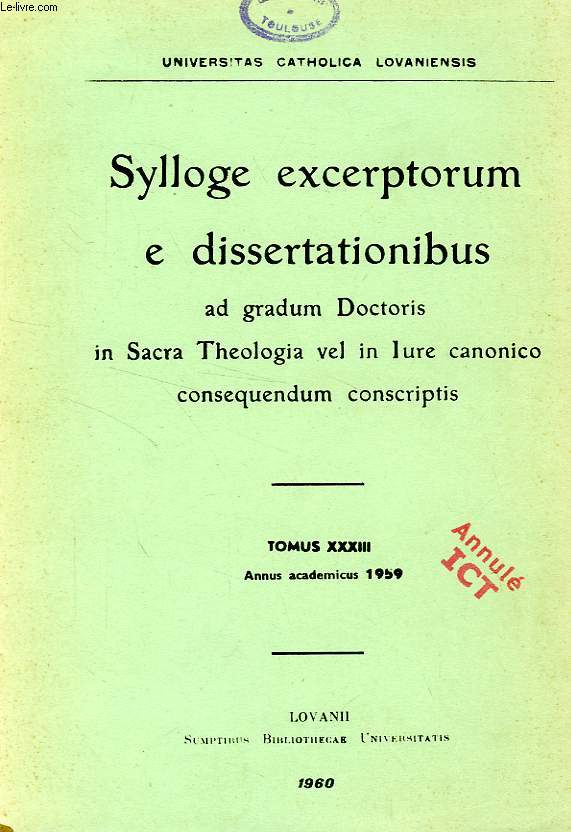 Le-livre.com
TOULOUSE
UNIVERSITAS CATHOLICA LOVANIENSIS
Sylloge excerptorum
e dissertationibus
ad gradum Doctoris
in Sacra Theologia vel in Iure canonico
consequendum conscriptis
TOMUS XXXIII
Annus academicus 1959
Annulé
ICT
LOVANII
SUMPTIBUS BIBLIOTHECAE UNIVERSITATIS
1960